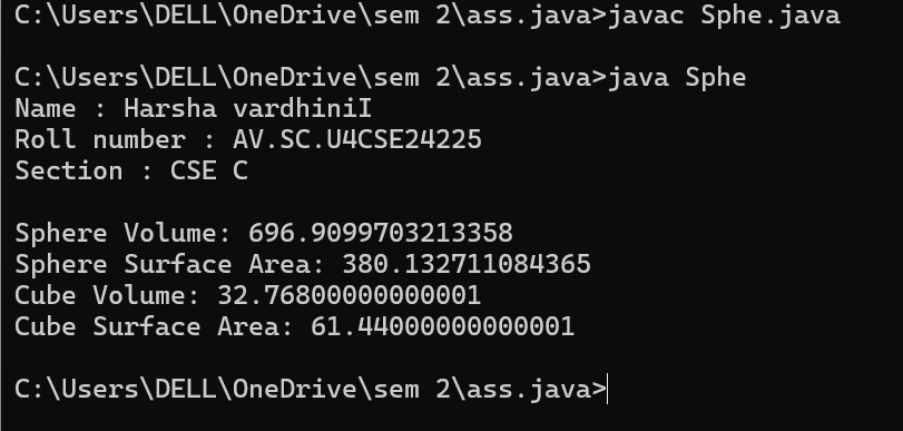 C:\Users\DELL\OneDrive\sem 2\ass.java>javac Sphe.java
C:\Users\DELL\OneDrive\sem 2\ass.java>java Sphe
Name : Harsha vardhiniI
Roll number : AV.SC.U4CSE24225
Section : CSE C
Sphere Volume: 696.9099703213358
Sphere Surface Area: 380.132711084365
Cube Volume: 32.76800000000001
Cube Surface Area: 61.44000000000001
C:\Users\DELL\OneDrive\sem 2\ass.java>